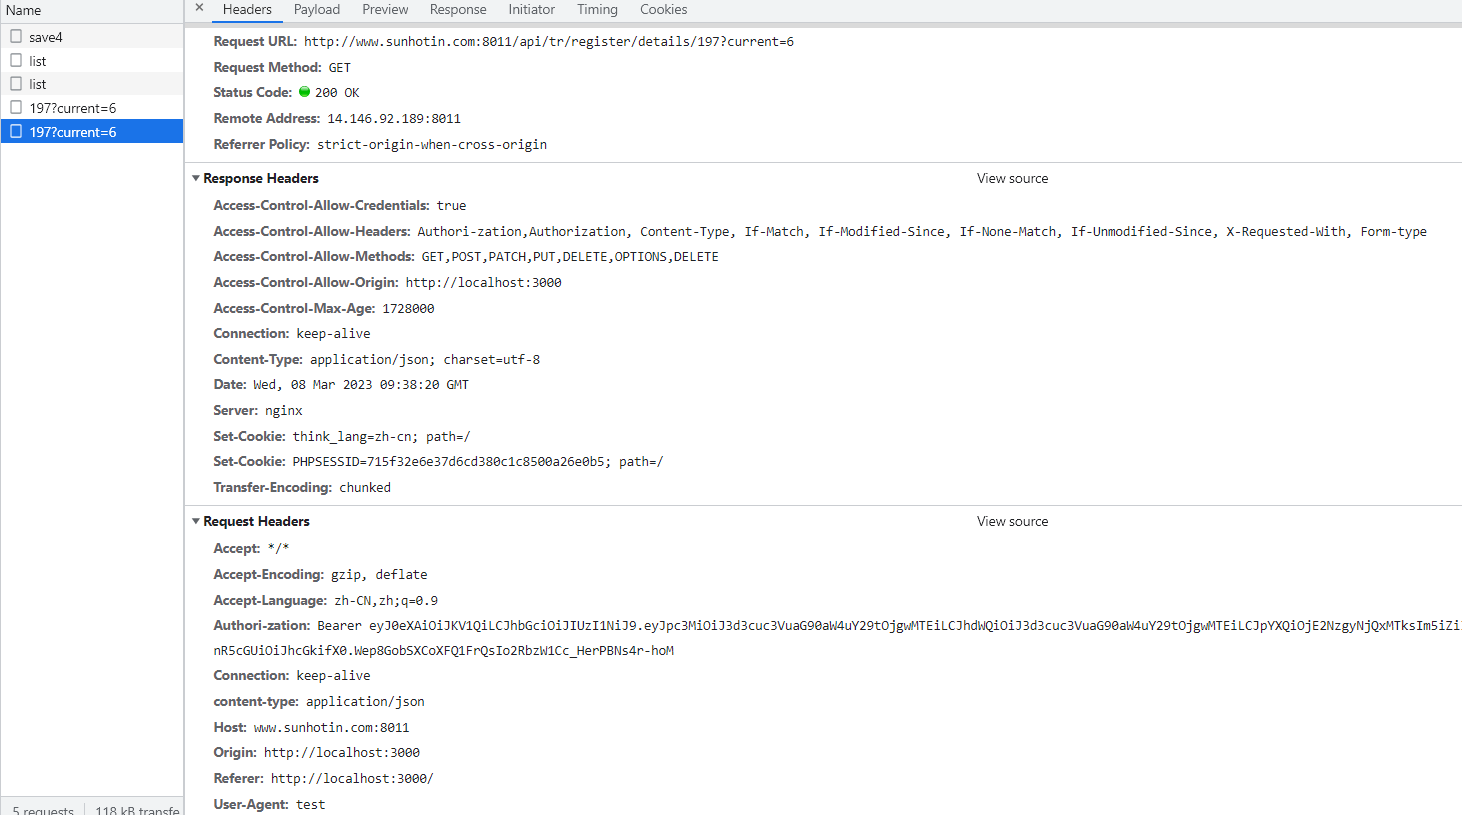 Name
× Headers Payload Preview Response Initiator Timing Cookies
save4
list
list
197?current=6
197?current=6
5 requests 118 kB transfe
Request URL: http://www.sunhotin.com:8011/api/tr/register/details/197?current=6
Request Method: GET
Status Code: 200 OK
Remote Address: 14.146.92.189:8011
Referrer Policy: strict-origin-when-cross-origin
Response Headers View source
Access-Control-Allow-Credentials: true
Access-Control-Allow-Headers: Authori-zation,Authorization, Content-Type, If-Match, If-Modified-Since, If-None-Match, If-Unmodified-Since, X-Requested-With, Form-type
Access-Control-Allow-Methods: GET,POST,PATCH,PUT,DELETE,OPTIONS,DELETE
Access-Control-Allow-Origin: http://localhost:3000
Access-Control-Max-Age: 1728000
Connection: keep-alive
Content-Type: application/json; charset=utf-8
Date: Wed, 08 Mar 2023 09:38:20 GMT
Server: nginx
Set-Cookie: think_lang=zh-cn; path=/
Set-Cookie: PHPSESSID=715f32e6e37d6cd380c1c8500a26e0b5; path=/
Transfer-Encoding: chunked
Request Headers View source
Accept: */*
Accept-Encoding: gzip, deflate
Accept-Language: zh-CN,zh;q=0.9
Authori-zation: Bearer eyJ0eXAiOiJKV1QiLCJhbGciOiJIUzI1NiJ9.eyJpc3MiOiJ3d3cuc3VuaG90aW4uY29tOjgwMTEiLCJhdWQiOiJ3d3cuc3VuaG90aW4uY29tOjgwMTEiLCJpYXQiOjE2NzgyNjQxMTksIm5iZiI
nR5cGUiOiJhcGkifX0.Wep8GobSXCoXFQ1FrQsIo2RbzW1Cc_HerPBNs4r-hoM
Connection: keep-alive
content-type: application/json
Host: www.sunhotin.com:8011
Origin: http://localhost:3000
Referer: http://localhost:3000/
User-Agent: test